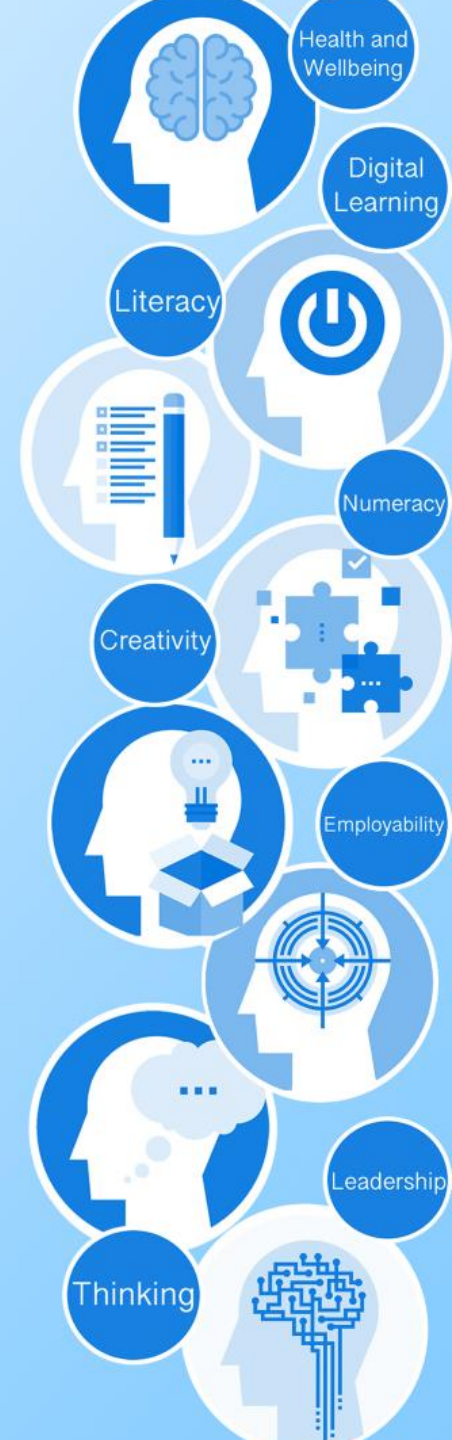 Health and
Wellbeing
Digital
Learning
Literacy
Numeracy
Creativity
Employability
Leadership
Thinking